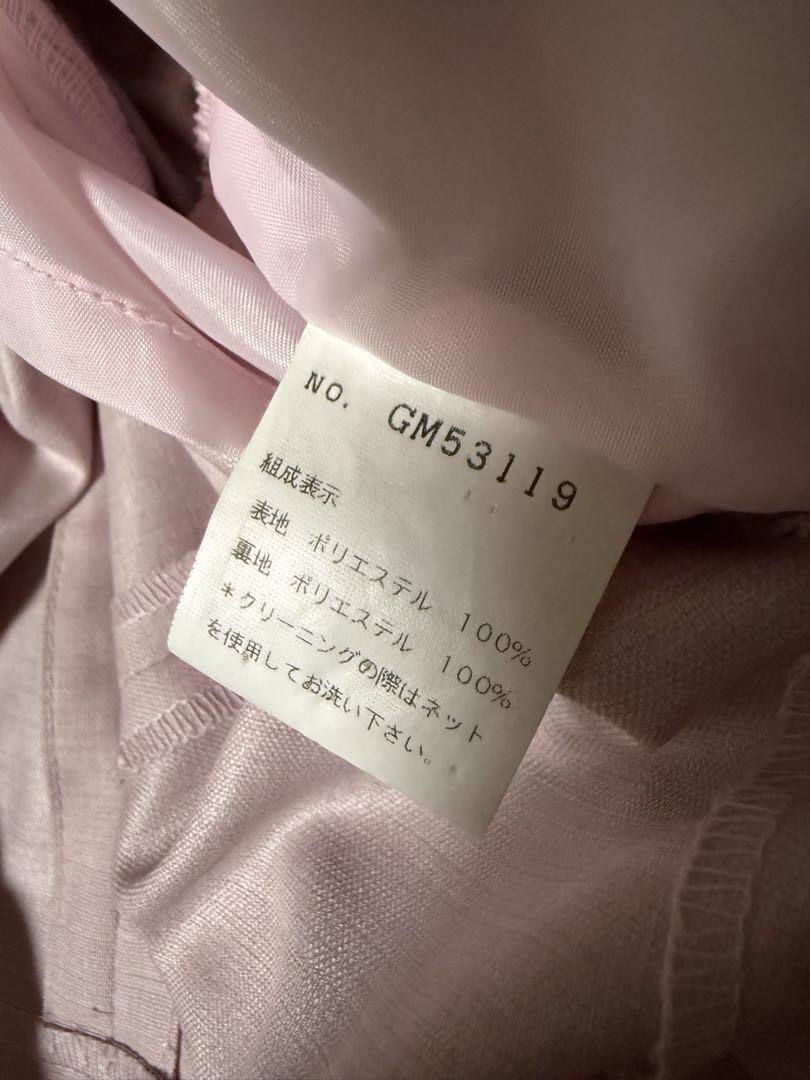 NO. GM53119
組成表示
表地 ポリエステル 100%
裏地 ポリエステル 100%
*クリーニングの際はネット
を使用してお洗い下さい。